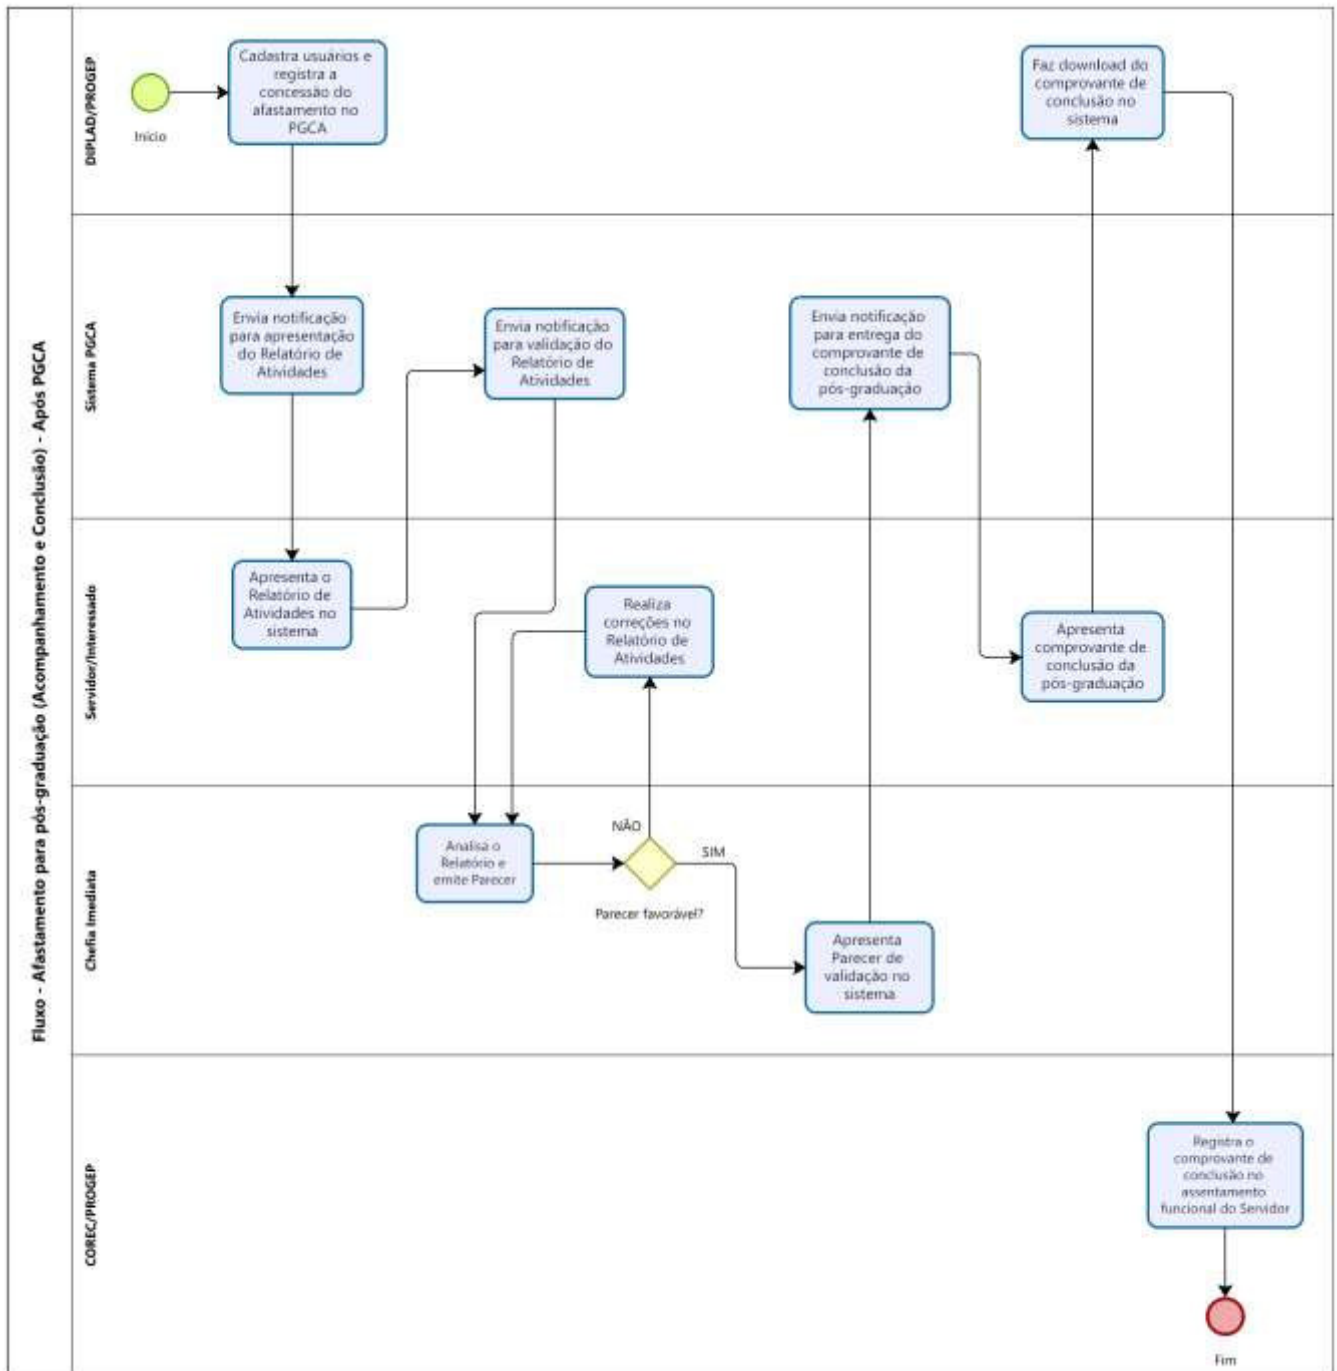 Fluxo - Afastamento para pós-graduação (Acompanhamento e Conclusão) - Após PGCA
DIPLAD/PROGEP
Início
Cadastra usuários e
registra a
concessão do
afastamento no
PGCA
Faz download do
comprovante de
conclusão no
sistema
Sistema PGCA
Envia notificação
para apresentação
do Relatório de
Atividades
Envia notificação
para validação do
Relatório de
Atividades
Envia notificação
para entrega do
comprovante de
conclusão da
pós-graduação
Servidor/Interessado
Apresenta o
Relatório de
Atividades no
sistema
Realiza
correções no
Relatório de
Atividades
Apresenta
comprovante de
conclusão da
pós-graduação
Chefia Imediata
Analisa o
Relatório e
emite Parecer
NÃO
SIM
Parecer favorável?
Apresenta
Parecer de
validação no
sistema
COREC/PROGEP
Registra o
comprovante de
conclusão no
assentamento
funcional do Servidor
Fim